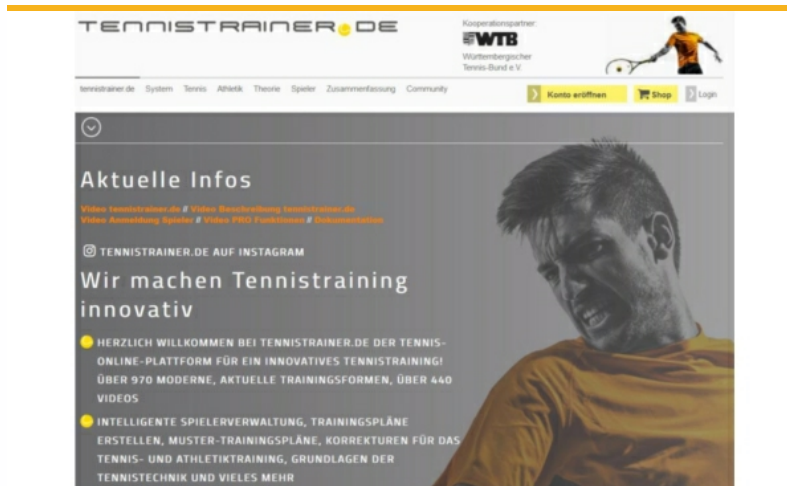 TENNISTRAINER.DE
Kooperationspartner:
WTB
Württembergischer
Tennis-Bund e.V.
tennistrainer.de System Tennis Athletik Theorie Spieler Zusammenfassung Community
Konto eröffnen Shop Login
Aktuelle Infos
Video tennistrainer.de // Video Beschreibung tennistrainer.de
Video Anmeldung Spieler // Video PRO Funktionen // Dokumentation
TENNISTRAINER.DE AUF INSTAGRAM
Wir machen Tennistraining
innovativ
HERZLICH WILLKOMMEN BEI TENNISTRAINER.DE DER TENNIS-
ONLINE-PLATTFORM FÜR EIN INNOVATIVES TENNISTRAINING!
ÜBER 970 MODERNE, AKTUELLE TRAININGSFORMEN, ÜBER 440
VIDEOS
INTELLIGENTE SPIELERVERWALTUNG, TRAININGSPLÄNE
ERSTELLEN, MUSTER-TRAININGSPLÄNE, KORREKTUREN FÜR DAS
TENNIS- UND ATHLETIKTRAINING, GRUNDLAGEN DER
TENNISTECHNIK UND VIELES MEHR